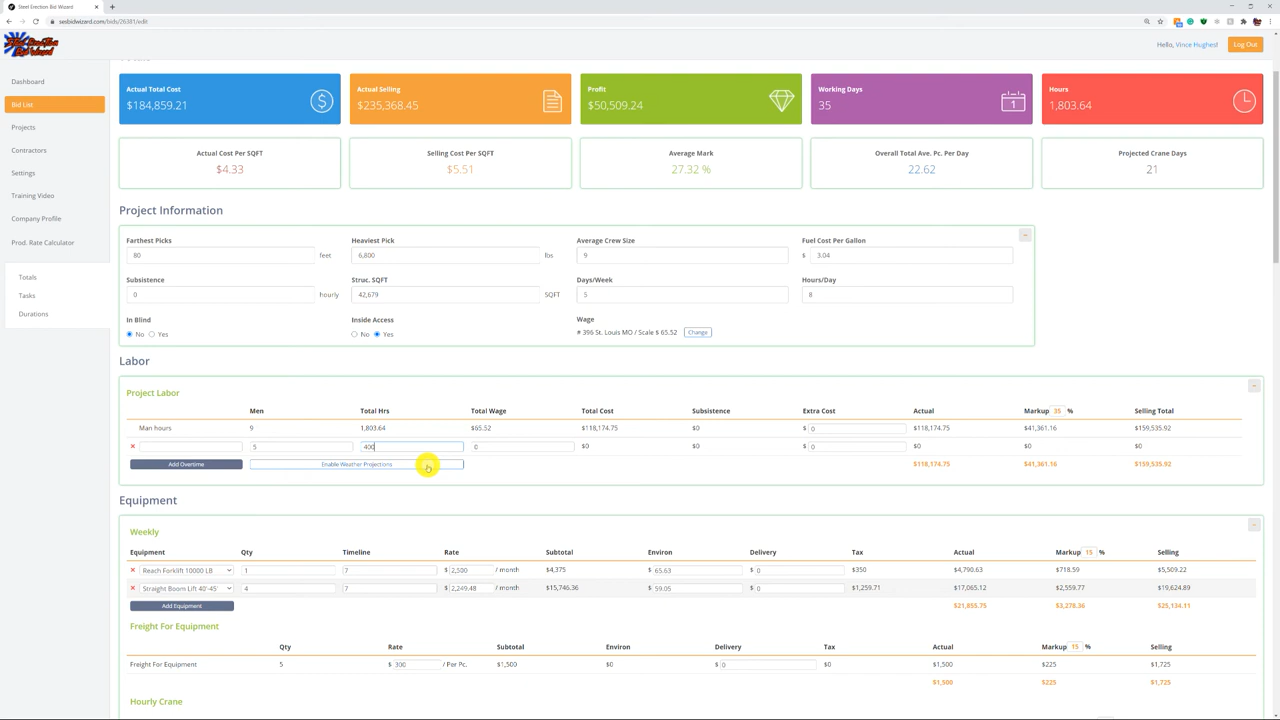 Steel Erection Bid Wizard
sesbidwizard.com/bids/26381/edit
Steel Erection
Bid Wizard
Hello, Vince Hughes!
Log Out
Dashboard
Bid List
Projects
Contractors
Settings
Training Video
Company Profile
Prod. Rate Calculator
Totals
Tasks
Durations
Actual Total Cost
$184,859.21
Actual Selling
$235,368.45
Profit
$50,509.24
Working Days
35
Hours
1,803.64
Actual Cost Per SQFT
$4.33
Selling Cost Per SQFT
$5.51
Average Mark
27.32 %
Overall Total Ave. Pc. Per Day
22.62
Projected Crane Days
21
Project Information
Farthest Picks Heaviest Pick Average Crew Size Fuel Cost Per Gallon
80 feet 6,800 lbs 9 $ 3.04
Subsistence Struc. SQFT Days/Week Hours/Day
0 hourly 42,679 SQFT 5 8
In Blind Inside Access Wage
No Yes No Yes # 396 St. Louis MO / Scale $ 65.52 Change
Labor
Project Labor
Men Total Hrs Total Wage Total Cost Subsistence Extra Cost Actual Markup 35 % Selling Total
Man hours 9 1,803.64 $65.52 $118,174.75 $0 $ 0 $118,174.75 $41,361.16 $159,535.92
5 400 0 $0 $0 $ 0 $0 $0 $0
Add Overtime Enable Weather Projections $118,174.75 $41,361.16 $159,535.92
Equipment
Weekly
Equipment Qty Timeline Rate Subtotal Environ Delivery Tax Actual Markup 15 % Selling
Reach Forklift 10000 LB 1 7 $ 2,500 / month $4,375 65.63 $ 0 $350 $4,790.63 $718.59 $5,509.22
Straight Boom Lift 40'-45' 4 7 $ 2,249.48 / month $15,746.36 59.05 $ 0 $1,259.71 $17,065.12 $2,559.77 $19,624.89
Add Equipment $21,855.75 $3,278.36 $25,134.11
Freight For Equipment
Qty Rate Subtotal Environ Delivery Tax Actual Markup 15 % Selling
Freight For Equipment 5 $ 300 / Per Pc. $1,500 $0 $ 0 $0 $1,500 $225 $1,725
$1,500 $225 $1,725
Hourly Crane